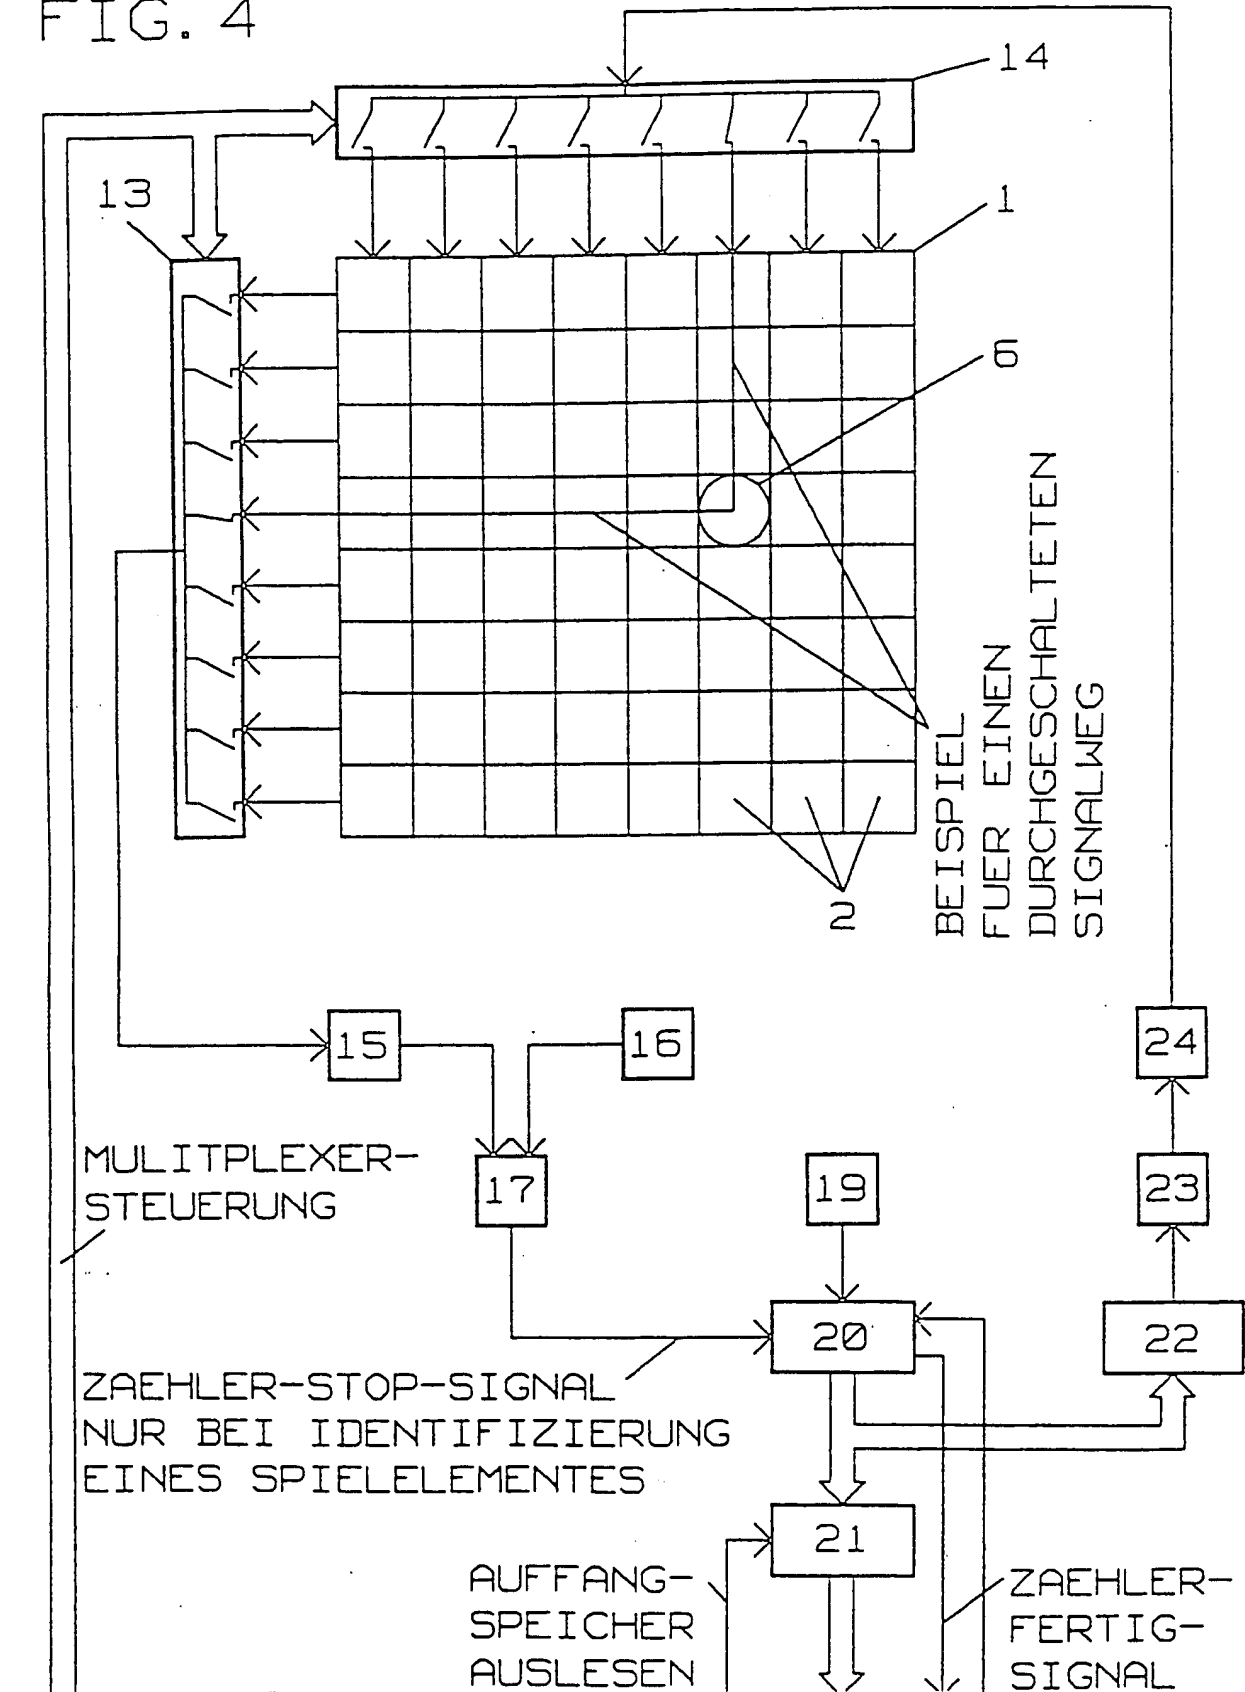 FIG. 4
14
13
1
6
BEISPIEL
FUER EINEN
DURCHGESCHALTETEN
SIGNALWEG
2
15
16
24
MULITPLEXER-
STEUERUNG
17
19
23
20
22
ZAEHLER-STOP-SIGNAL
NUR BEI IDENTIFIZIERUNG
EINES SPIELELEMENTES
21
AUFFANG-
SPEICHER
AUSLESEN
ZAEHLER-
FERTIG-
SIGNAL